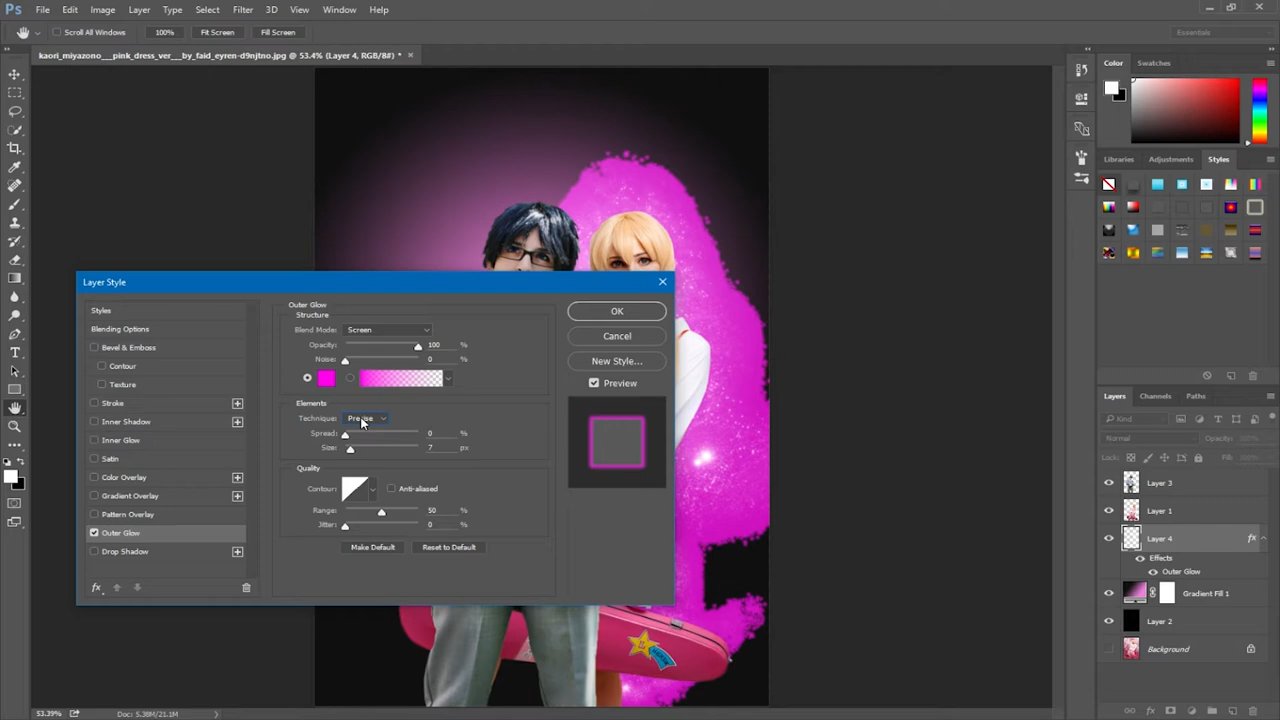 Ps File Edit Image Layer Type Select Filter 3D View Window Help
Scroll All Windows 100% Fit Screen Fill Screen Essentials
kaori_miyazono__pink_dress_ver__by_faid_eyren-d9njtno.jpg @ 53.4% (Layer 4, RGB/8#) *
Color Swatches
Libraries Adjustments Styles
Layer Style
Styles
Blending Options
Bevel & Emboss
Contour
Texture
Stroke
Inner Shadow
Inner Glow
Satin
Color Overlay
Gradient Overlay
Pattern Overlay
Outer Glow
Drop Shadow
fx
Outer Glow
Structure
Blend Mode: Screen
Opacity: 100 %
Noise: 0 %
Elements
Technique: Precise
Spread: 0 %
Size: 7 px
Quality
Contour: Anti-aliased
Range: 50 %
Jitter: 0 %
Make Default Reset to Default
OK
Cancel
New Style...
Preview
Layers Channels Paths
Kind
Normal Opacity: 100%
Lock: Fill: 100%
Layer 3
Layer 1
Layer 4 fx
Effects
Outer Glow
Gradient Fill 1
Layer 2
Background
53.39% Doc: 5.38M/21.1M